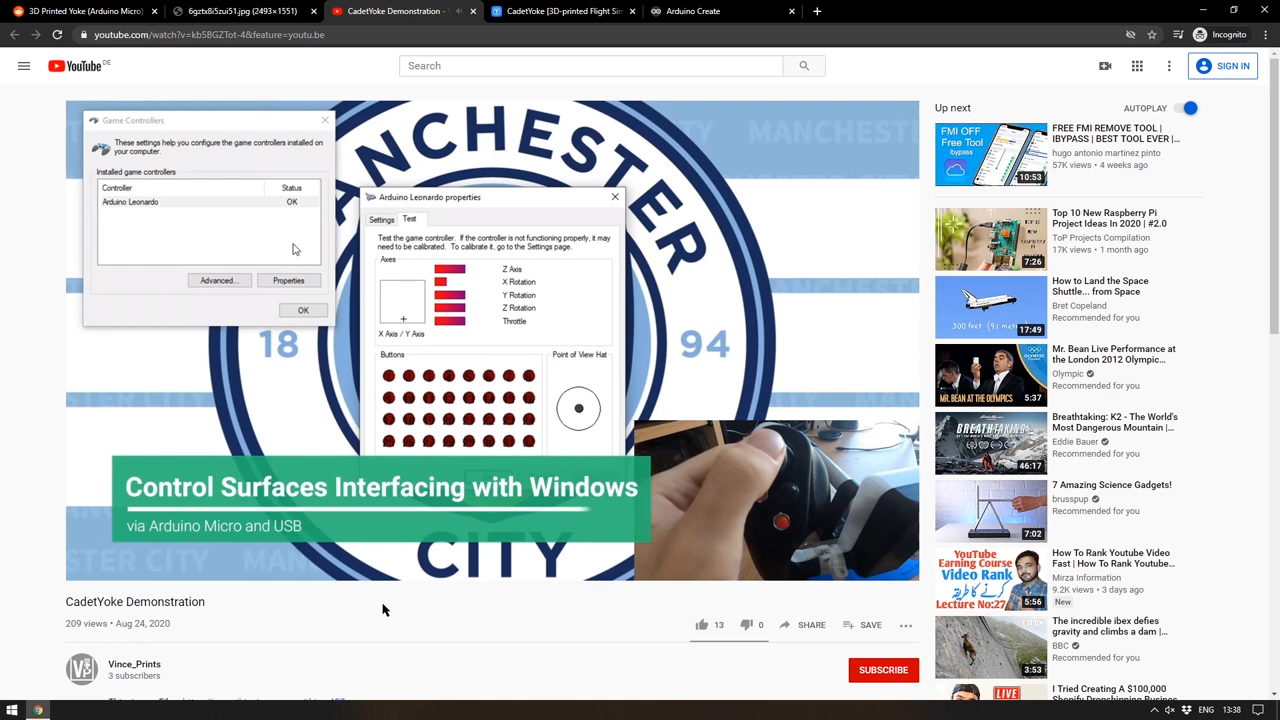 3D Printed Yoke (Arduino Micro)
6gztx8i5zui51.jpg (2493×1551)
CadetYoke Demonstration -
CadetYoke [3D-printed Flight Sim
Arduino Create
youtube.com/watch?v=kb5BGZTot-4&feature=youtu.be
Incognito
YouTube DE
Search
SIGN IN
Game Controllers
These settings help you configure the game controllers installed on
your computer.
Installed game controllers
Controller
Status
Arduino Leonardo
OK
Advanced...
Properties
OK
MANCHESTER
CITY
18
94
Arduino Leonardo properties
Settings
Test
Test the game controller. If the controller is not functioning properly, it may
need to be calibrated. To calibrate it, go to the Settings page.
Axes
Z Axis
X Rotation
Y Rotation
Z Rotation
Throttle
X Axis / Y Axis
Buttons
Point of View Hat
Control Surfaces Interfacing with Windows
via Arduino Micro and USB
CadetYoke Demonstration
209 views • Aug 24, 2020
13
0
SHARE
SAVE
Vince_Prints
3 subscribers
SUBSCRIBE
Up next
AUTOPLAY
FMI OFF
Free Tool
ibypass
10:53
FREE FMI REMOVE TOOL |
IBYPASS | BEST TOOL EVER |...
hugo antonio martinez pinto
57K views • 4 weeks ago
7:26
Top 10 New Raspberry Pi
Project Ideas In 2020 | #2.0
ToP Projects Compilation
17K views • 1 month ago
300 feet (91 meters)
17:49
How to Land the Space
Shuttle... from Space
Bret Copeland
Recommended for you
MR. BEAN AT THE OLYMPICS
5:37
Mr. Bean Live Performance at
the London 2012 Olympic...
Olympic
Recommended for you
BREATHTAKING: K2
46:17
Breathtaking: K2 - The World's
Most Dangerous Mountain |...
Eddie Bauer
Recommended for you
7:02
7 Amazing Science Gadgets!
brusspup
Recommended for you
YouTube
Earning Course
Video Rank
کرنے کا طریقہ
Lecture No:27
5:56
How To Rank Youtube Video
Fast | How To Rank Youtube...
Mirza Information
9.2K views • 3 days ago
New
3:53
The incredible ibex defies
gravity and climbs a dam |...
BBC
Recommended for you
LIVE
I Tried Creating A $100,000
ENG
13:38